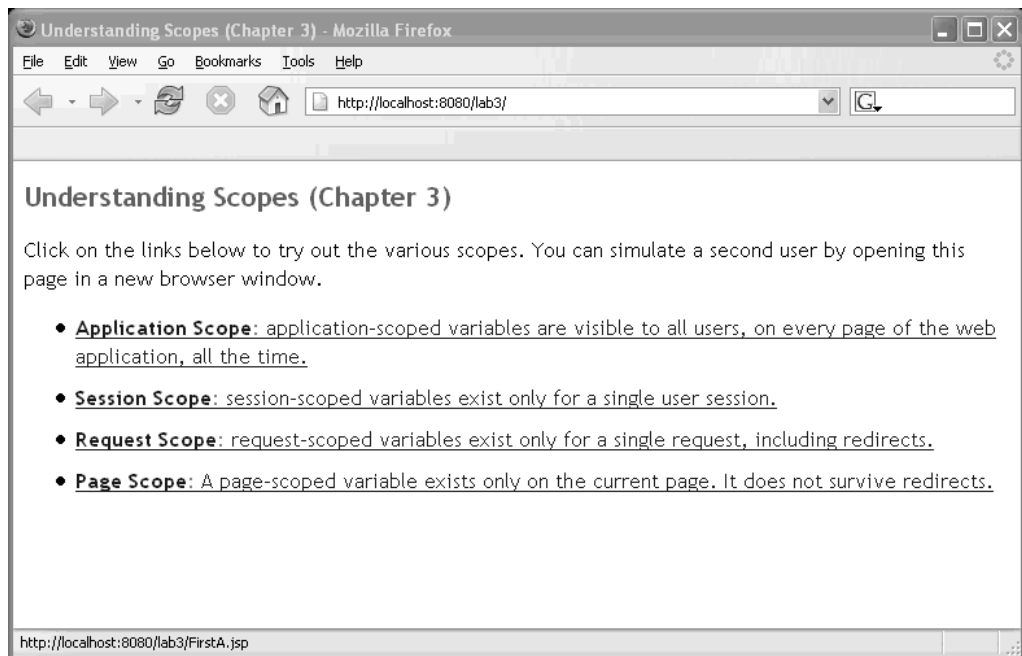 Understanding Scopes (Chapter 3) - Mozilla Firefox
File Edit View Go Bookmarks Tools Help
http://localhost:8080/lab3/
G
Understanding Scopes (Chapter 3)
Click on the links below to try out the various scopes. You can simulate a second user by opening this
page in a new browser window.
• Application Scope: application-scoped variables are visible to all users, on every page of the web
application, all the time.
• Session Scope: session-scoped variables exist only for a single user session.
• Request Scope: request-scoped variables exist only for a single request, including redirects.
• Page Scope: A page-scoped variable exists only on the current page. It does not survive redirects.
http://localhost:8080/lab3/FirstA.jsp